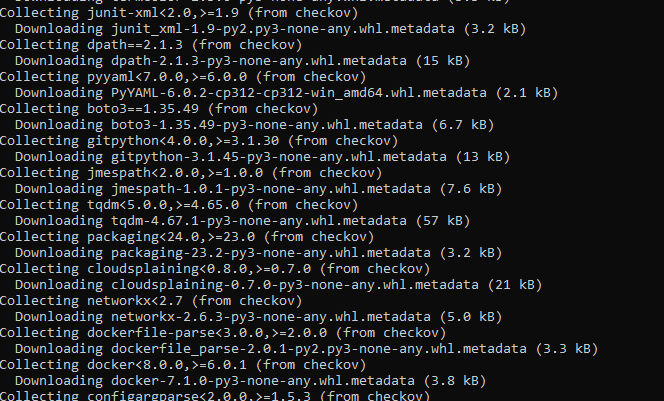 Collecting junit-xml<2.0,>=1.9 (from checkov)
Downloading junit_xml-1.9-py2.py3-none-any.whl.metadata (3.2 kB)
Collecting dpath==2.1.3 (from checkov)
Downloading dpath-2.1.3-py3-none-any.whl.metadata (15 kB)
Collecting pyyaml<7.0.0,>=6.0.0 (from checkov)
Downloading PyYAML-6.0.2-cp312-cp312-win_amd64.whl.metadata (2.1 kB)
Collecting boto3==1.35.49 (from checkov)
Downloading boto3-1.35.49-py3-none-any.whl.metadata (6.7 kB)
Collecting gitpython<4.0.0,>=3.1.30 (from checkov)
Downloading gitpython-3.1.45-py3-none-any.whl.metadata (13 kB)
Collecting jmespath<2.0.0,>=1.0.0 (from checkov)
Downloading jmespath-1.0.1-py3-none-any.whl.metadata (7.6 kB)
Collecting tqdm<5.0.0,>=4.65.0 (from checkov)
Downloading tqdm-4.67.1-py3-none-any.whl.metadata (57 kB)
Collecting packaging<24.0,>=23.0 (from checkov)
Downloading packaging-23.2-py3-none-any.whl.metadata (3.2 kB)
Collecting cloudsplaining<0.8.0,>=0.7.0 (from checkov)
Downloading cloudsplaining-0.7.0-py3-none-any.whl.metadata (21 kB)
Collecting networkx<2.7 (from checkov)
Downloading networkx-2.6.3-py3-none-any.whl.metadata (5.0 kB)
Collecting dockerfile-parse<3.0.0,>=2.0.0 (from checkov)
Downloading dockerfile_parse-2.0.1-py2.py3-none-any.whl.metadata (3.3 kB)
Collecting docker<8.0.0,>=6.0.1 (from checkov)
Downloading docker-7.1.0-py3-none-any.whl.metadata (3.8 kB)
Collecting configargparse<2.0.0,>=1.5.3 (from checkov)